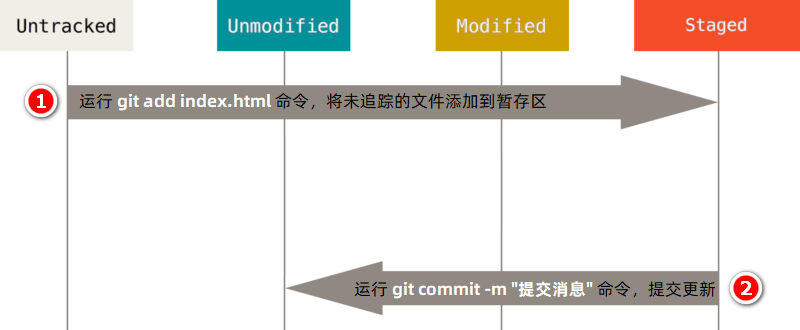 Untracked
Unmodified
Modified
Staged
1
运行 git add index.html 命令，将未追踪的文件添加到暂存区
运行 git commit -m "提交消息" 命令，提交更新
2